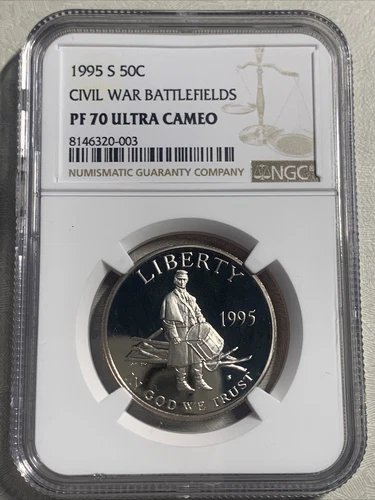 1995 S 50C
CIVIL WAR BATTLEFIELDS
PF 70 ULTRA CAMEO
8146320-003
NUMISMATIC GUARANTY COMPANY
NGC
LIBERTY
1995
IN GOD WE TRUST